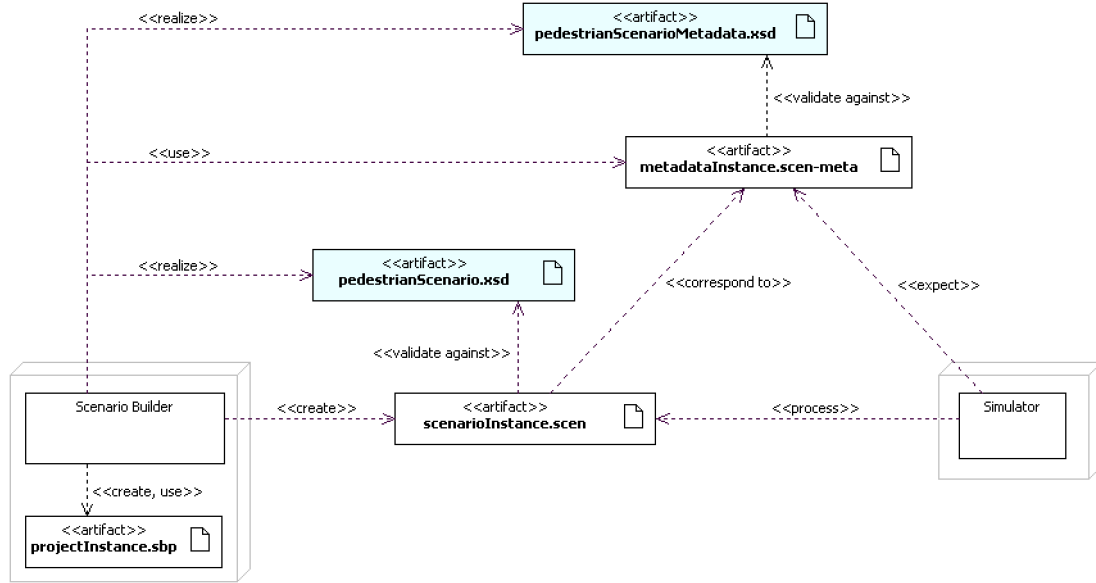 <<realize>>
<<artifact>>
pedestrianScenarioMetadata.xsd
<<validate against>>
<<use>>
<<artifact>>
metadataInstance.scen-meta
<<realize>>
<<artifact>>
pedestrianScenario.xsd
<<correspond to>>
<<expect>>
<<validate against>>
Scenario Builder
<<create>>
<<artifact>>
scenarioInstance.scen
<<process>>
Simulator
<<create, use>>
<<artifact>>
projectInstance.sbp